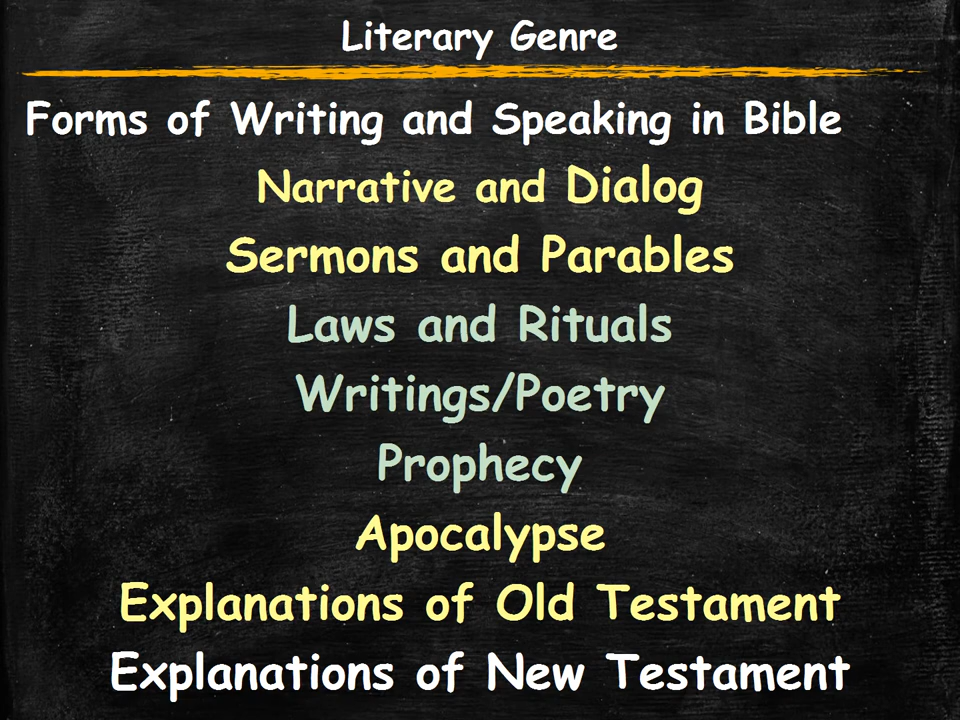 Literary Genre
Forms of Writing and Speaking in Bible
Narrative and Dialog
Sermons and Parables
Laws and Rituals
Writings/Poetry
Prophecy
Apocalypse
Explanations of Old Testament
Explanations of New Testament